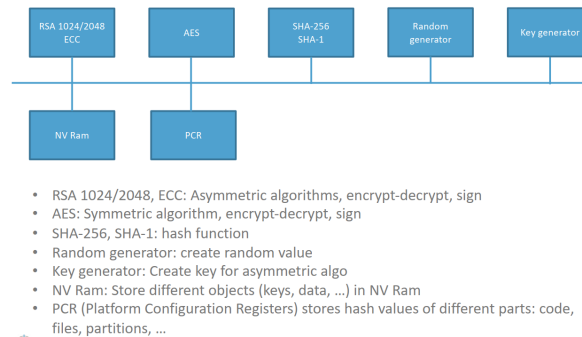 RSA 1024/2048
ECC
AES
SHA-256
SHA-1
Random
generator
Key generator
NV Ram
PCR
• RSA 1024/2048, ECC: Asymmetric algorithms, encrypt-decrypt, sign
• AES: Symmetric algorithm, encrypt-decrypt, sign
• SHA-256, SHA-1: hash function
• Random generator: create random value
• Key generator: Create key for asymmetric algo
• NV Ram: Store different objects (keys, data, ...) in NV Ram
• PCR (Platform Configuration Registers) stores hash values of different parts: code,
files, partitions, ...